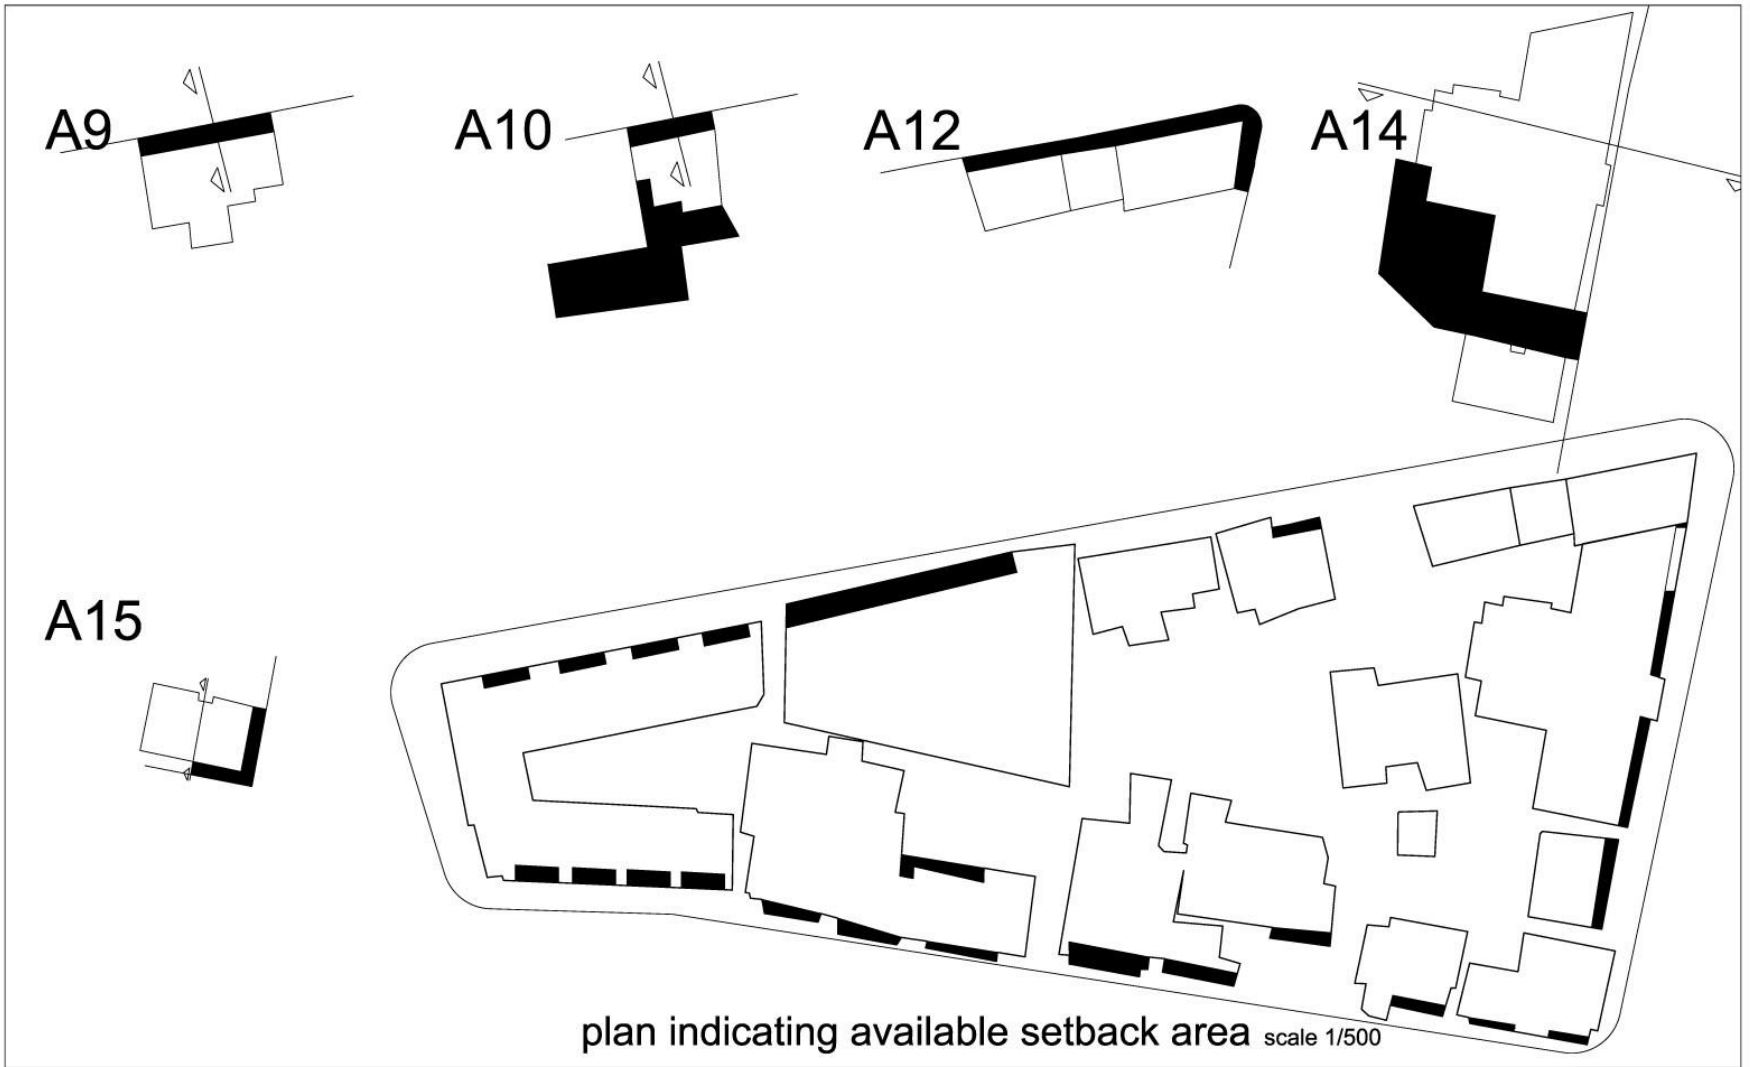 A9
A10
A12
A14
A15
plan indicating available setback area scale 1/500